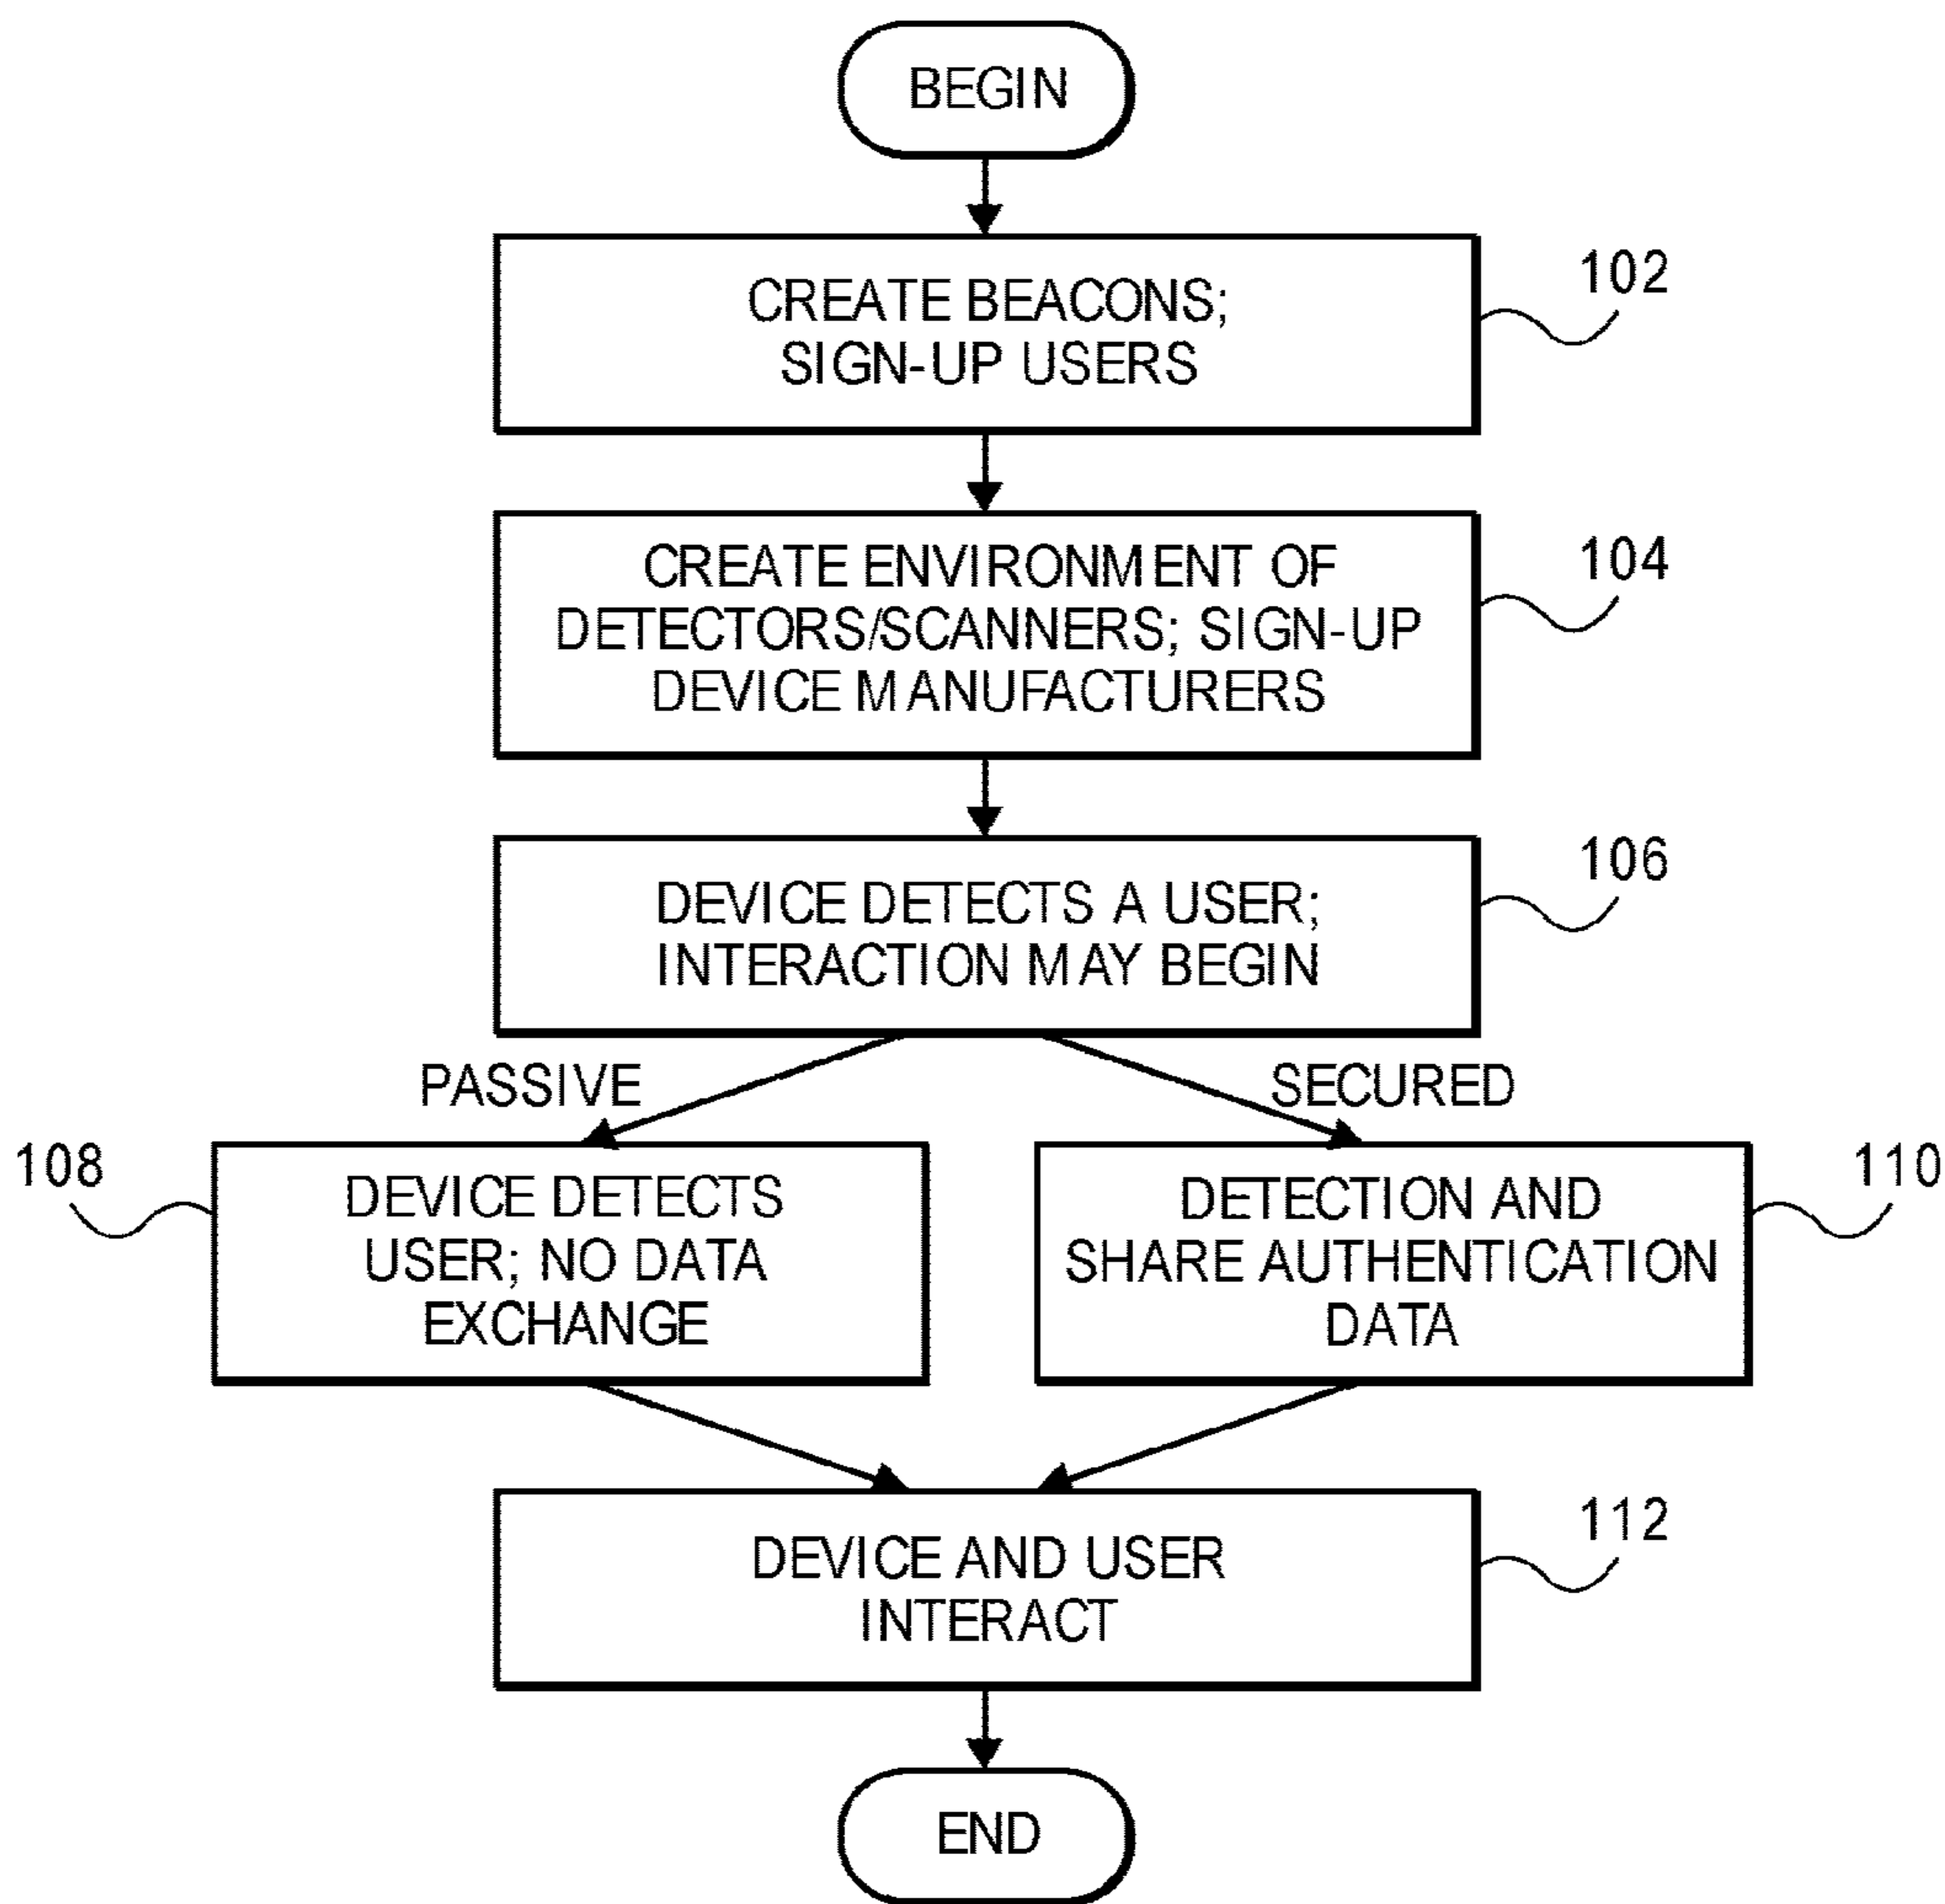 BEGIN
CREATE BEACONS;
SIGN-UP USERS
102
CREATE ENVIRONMENT OF
DETECTORS/SCANNERS; SIGN-UP
DEVICE MANUFACTURERS
104
DEVICE DETECTS A USER;
INTERACTION MAY BEGIN
106
PASSIVE
SECURED
108
DEVICE DETECTS
USER; NO DATA
EXCHANGE
DETECTION AND
SHARE AUTHENTICATION
DATA
110
DEVICE AND USER
INTERACT
112
END